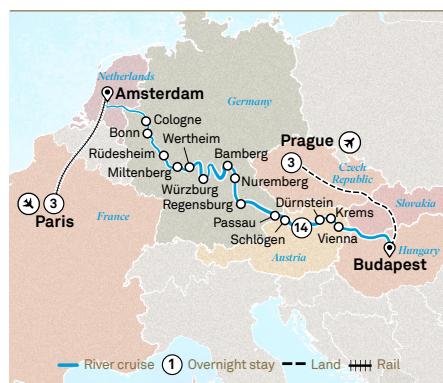 Netherlands
Amsterdam
Cologne
Germany
Bonn
Wertheim
Rüdesheim
Miltenberg
Bamberg
Prague
3
Czech
Republic
Würzburg
Nuremberg
Regensburg
3
Paris
France
Dürnstein
Krems
Slovakia
Passau
14
Schlögen
Vienna
Hungary
Austria
Budapest
River cruise 1 Overnight stay Land Rail